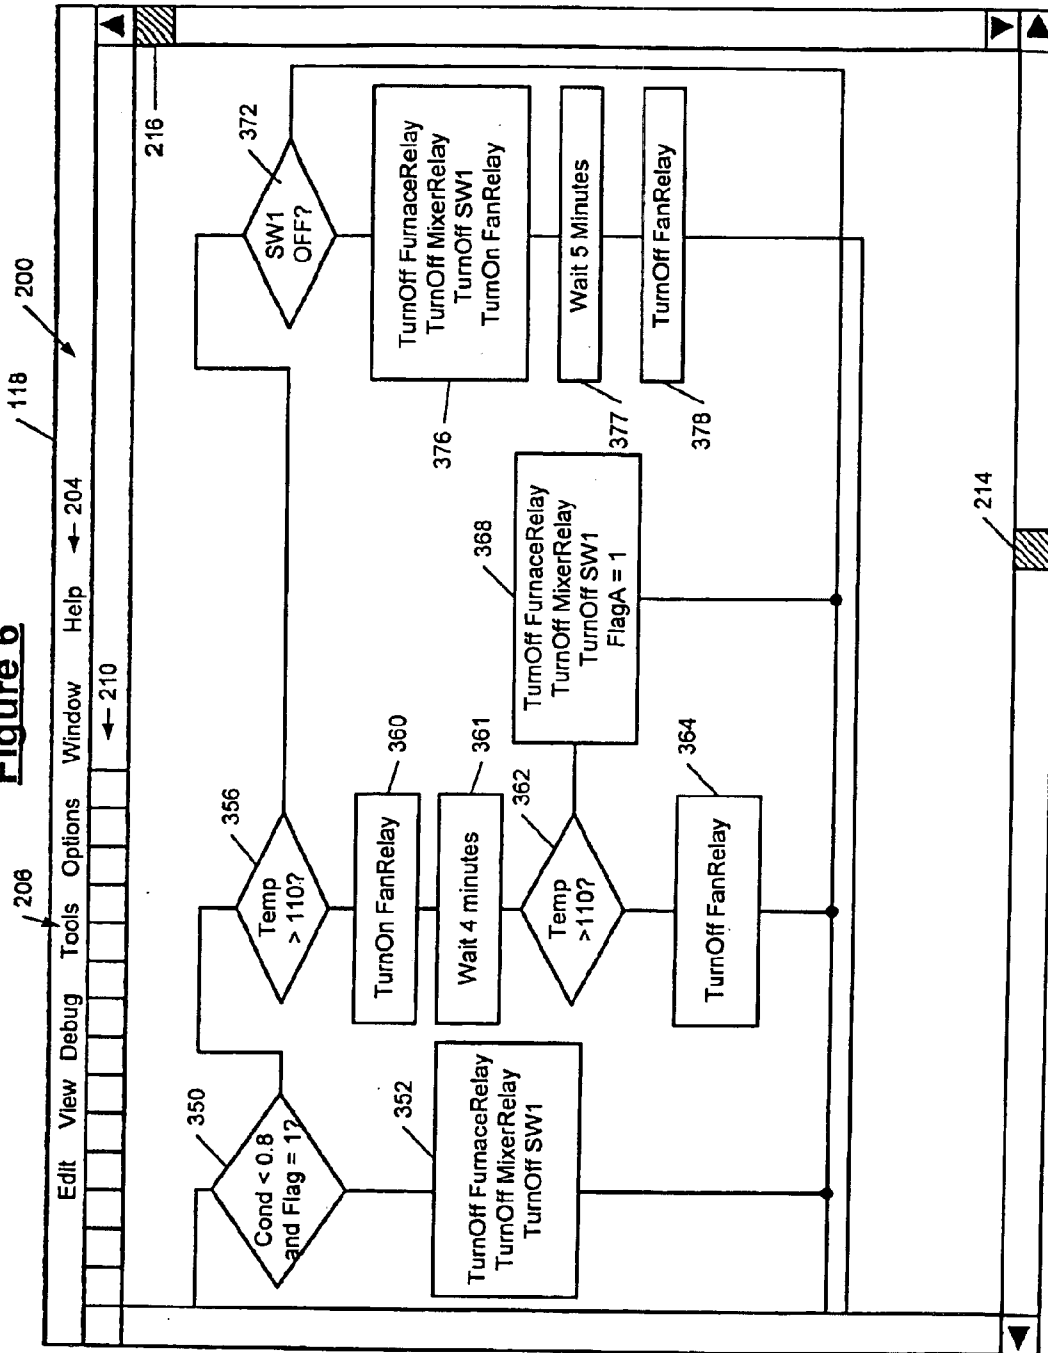 Figure 6
118
200
206
Edit View Debug Tools Options Window Help 204
210
216
350
Cond < 0.8
and Flag = 1?
352
TurnOff FurnaceRelay
TurnOff MixerRelay
TurnOff SW1
356
Temp
> 110?
360
TurnOn FanRelay
361
Wait 4 minutes
362
Temp
>110?
364
TurnOff FanRelay
368
TurnOff FurnaceRelay
TurnOff MixerRelay
TurnOff SW1
FlagA = 1
372
SW1
OFF?
376
TurnOff FurnaceRelay
TurnOff MixerRelay
TurnOff SW1
TurnOn FanRelay
377
Wait 5 Minutes
378
TurnOff FanRelay
214